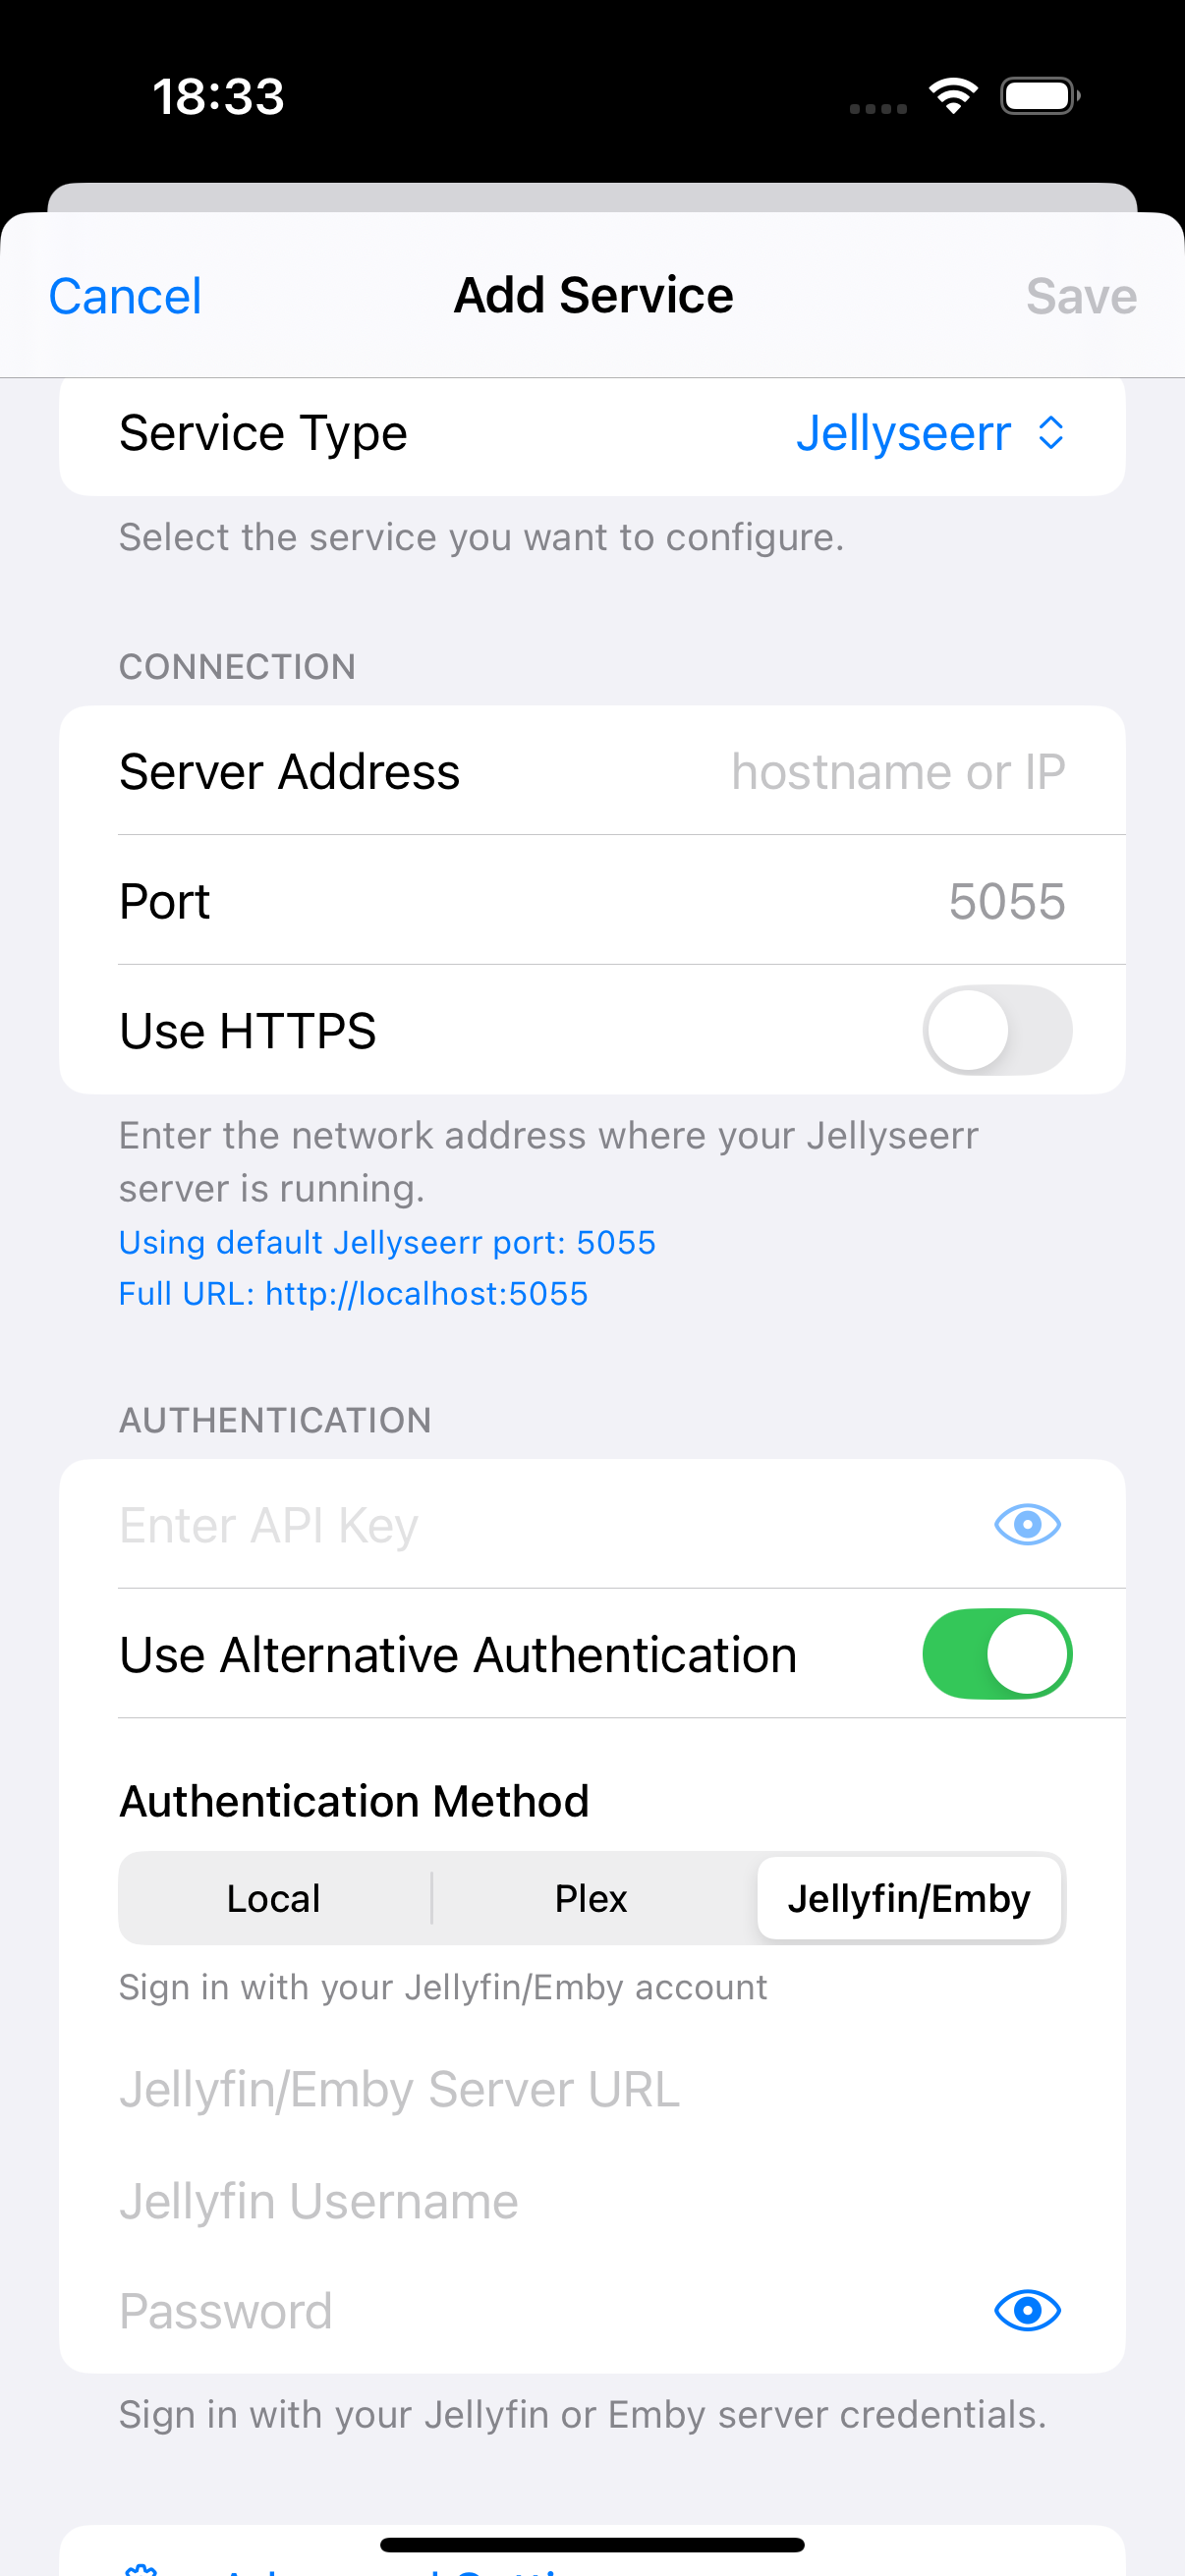 18:33
Cancel
Add Service
Save
Service Type
Jellyseerr
Select the service you want to configure.
CONNECTION
Server Address
hostname or IP
Port
5055
Use HTTPS
Enter the network address where your Jellyseerr
server is running.
Using default Jellyseerr port: 5055
Full URL: http://localhost:5055
AUTHENTICATION
Enter API Key
Use Alternative Authentication
Authentication Method
Local
Plex
Jellyfin/Emby
Sign in with your Jellyfin/Emby account
Jellyfin/Emby Server URL
Jellyfin Username
Password
Sign in with your Jellyfin or Emby server credentials.